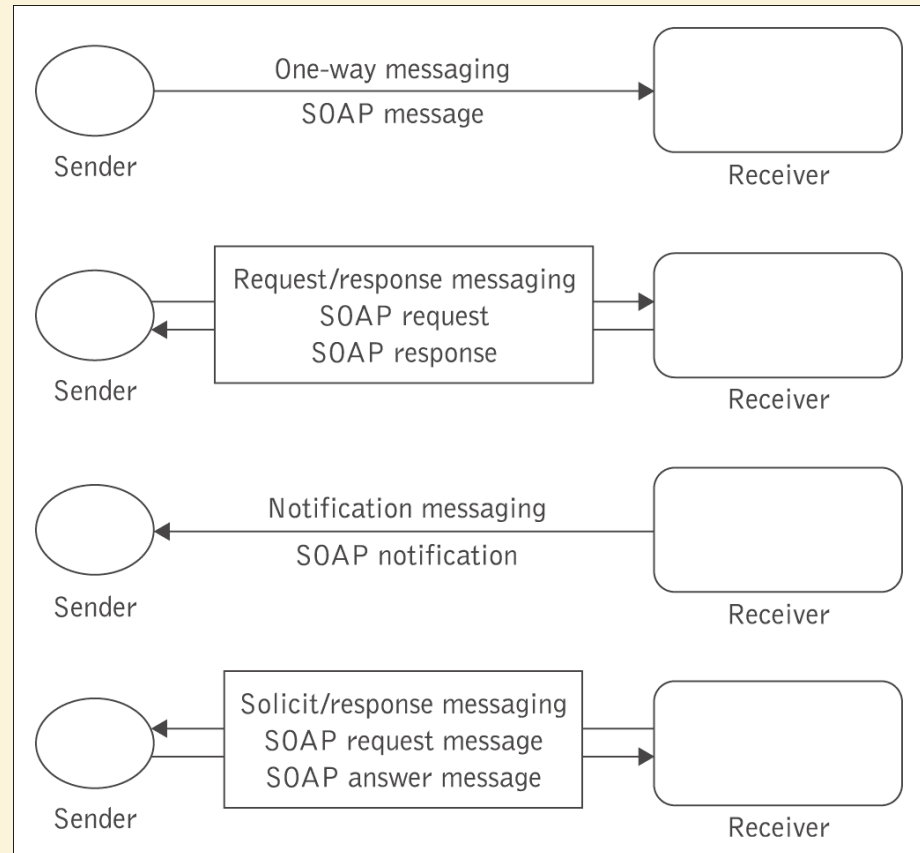 One-way messaging
SOAP message
Sender
Receiver
Request/response messaging
SOAP request
SOAP response
Sender
Receiver
Notification messaging
SOAP notification
Sender
Receiver
Solicit/response messaging
SOAP request message
SOAP answer message
Sender
Receiver